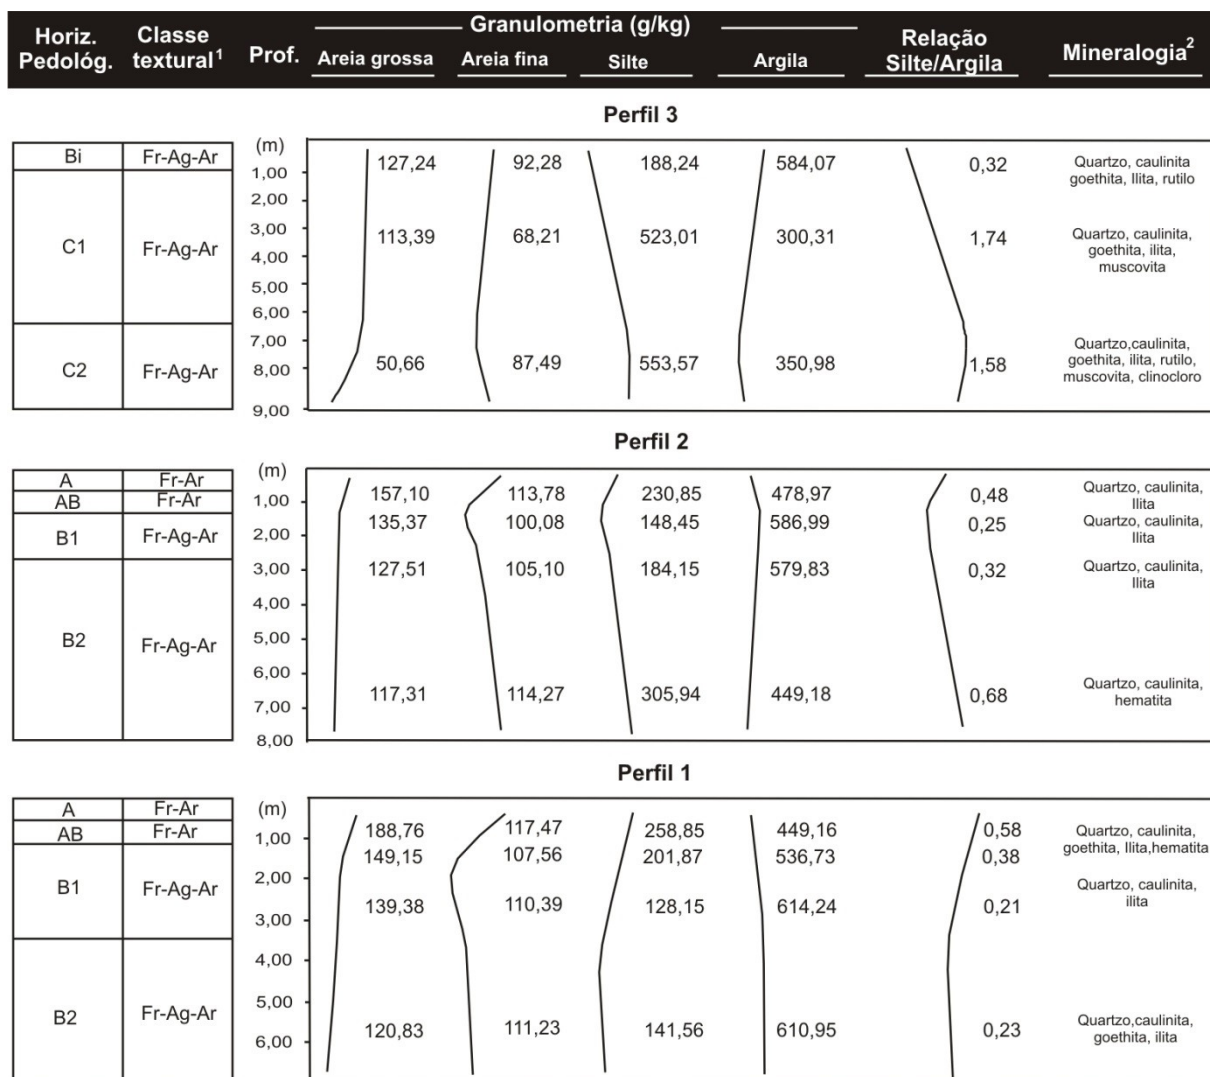 Horiz. Pedológ. Classe textural1 Prof. Granulometria (g/kg) Relação Silte/Argila Mineralogia2
Areia grossa Areia fina Silte Argila
Perfil 3
(m)
Bi Fr-Ag-Ar 127,24 92,28 188,24 584,07 0,32 Quartzo, caulinita
1,00 goethita, Ilita, rutilo
2,00
C1 Fr-Ag-Ar 3,00 113,39 68,21 523,01 300,31 1,74 Quartzo, caulinita,
4,00 goethita, ilita,
muscovita
5,00
6,00
7,00 Quartzo,caulinita,
C2 Fr-Ag-Ar 8,00 50,66 87,49 553,57 350,98 1,58 goethita, ilita, rutilo,
muscovita, clinocloro
9,00
Perfil 2
(m)
A Fr-Ar 157,10 113,78 230,85 478,97 0,48 Quartzo, caulinita,
AB Fr-Ar 1,00 Ilita
B1 Fr-Ag-Ar 2,00 135,37 100,08 148,45 586,99 0,25 Quartzo, caulinita,
Ilita
3,00 127,51 105,10 184,15 579,83 0,32 Quartzo, caulinita,
Ilita
4,00
B2 Fr-Ag-Ar 5,00
6,00
117,31 114,27 305,94 449,18 0,68 Quartzo, caulinita,
7,00 hematita
8,00
Perfil 1
(m)
A Fr-Ar
AB Fr-Ar 1,00 188,76 117,47 258,85 449,16 0,58 Quartzo, caulinita,
goethita, Ilita,hematita
149,15 107,56 201,87 536,73 0,38
B1 Fr-Ag-Ar 2,00 Quartzo, caulinita,
ilita
3,00 139,38 110,39 128,15 614,24 0,21
4,00
5,00
B2 Fr-Ag-Ar 120,83 111,23 141,56 610,95 0,23 Quartzo,caulinita,
6,00 goethita, ilita